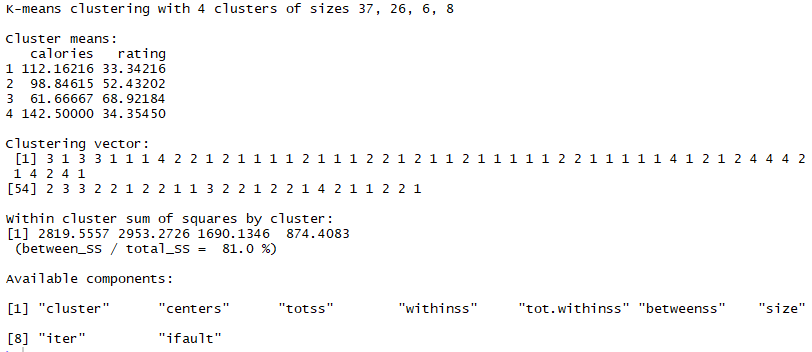 K-means clustering with 4 clusters of sizes 37, 26, 6, 8
Cluster means:
calories rating
1 112.16216 33.34216
2 98.84615 52.43202
3 61.66667 68.92184
4 142.50000 34.35450
Clustering vector:
[1] 3 1 3 3 1 1 1 4 2 2 1 2 1 1 1 1 1 2 1 1 1 2 2 1 2 1 1 2 1 1 1 1 1 2 2 1 1 1 1 1 4 1 2 1 2 4 4 4 2
1 4 2 4 1
[54] 2 3 3 2 2 1 2 2 1 1 3 2 2 1 2 2 1 4 2 1 1 2 2 1
Within cluster sum of squares by cluster:
[1] 2819.5557 2953.2726 1690.1346 874.4083
(between_SS / total_SS = 81.0 %)
Available components:
[1] "cluster" "centers" "totss" "withinss" "tot.withinss" "betweenss" "size"
[8] "iter" "ifault"